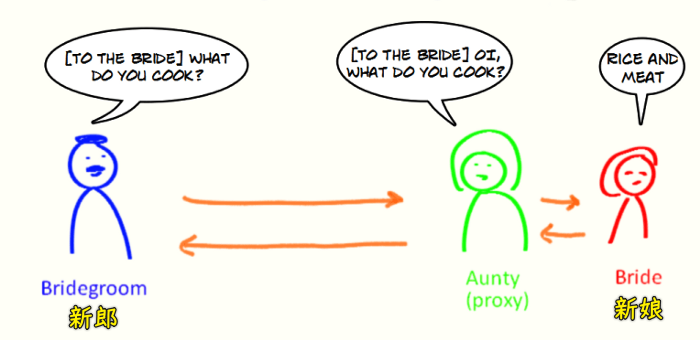 [TO THE BRIDE] WHAT
DO YOU COOK?
[TO THE BRIDE] OI,
WHAT DO YOU COOK?
RICE AND
MEAT
Bridegroom
新郎
Aunty
(proxy)
Bride
新娘